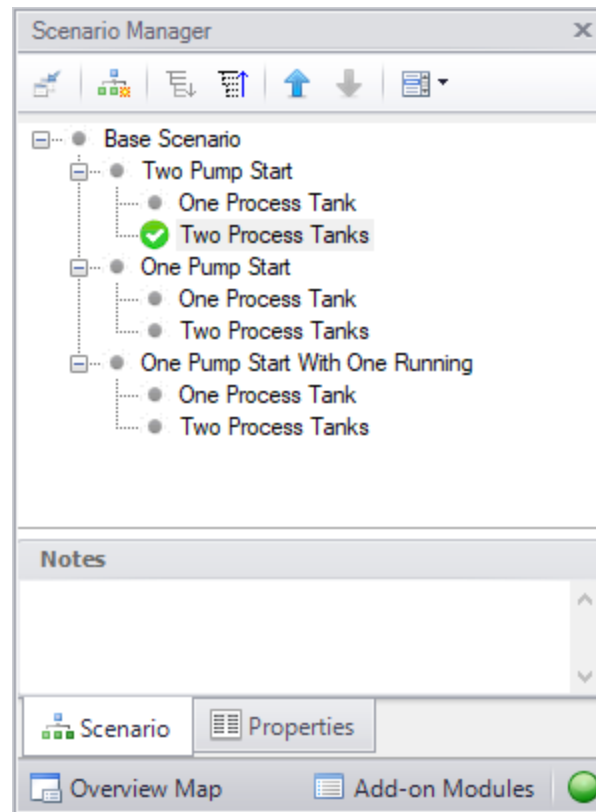 Scenario Manager
Base Scenario
Two Pump Start
One Process Tank
Two Process Tanks
One Pump Start
One Process Tank
Two Process Tanks
One Pump Start With One Running
One Process Tank
Two Process Tanks
Notes
Scenario
Properties
Overview Map
Add-on Modules